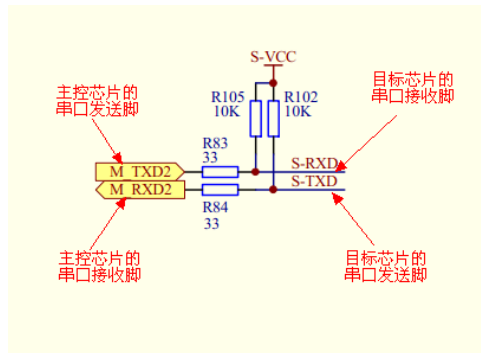 S-VCC
主控芯片的
串口发送脚
目标芯片的
串口接收脚
R105
10K
R102
10K
R83
33
M_TXD2
S-RXD
M_RXD2
S-TXD
R84
33
主控芯片的
串口接收脚
目标芯片的
串口发送脚